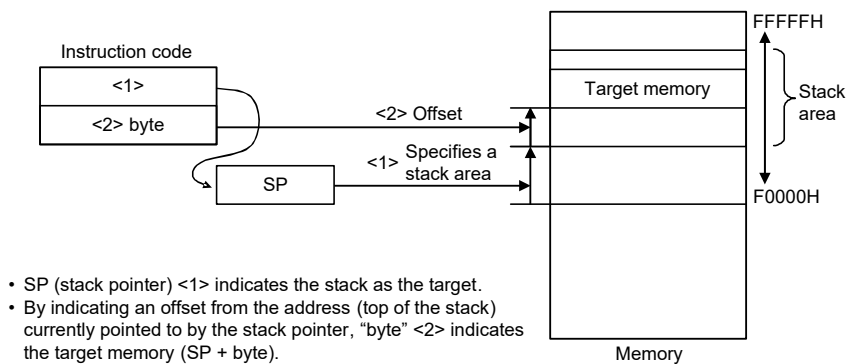 FFFFFH
Instruction code
<1>
Target memory
Stack
area
<2> Offset
<2> byte
<1> Specifies a
stack area
SP
F0000H
• SP (stack pointer) <1> indicates the stack as the target.
• By indicating an offset from the address (top of the stack)
currently pointed to by the stack pointer, “byte” <2> indicates
the target memory (SP + byte).
Memory